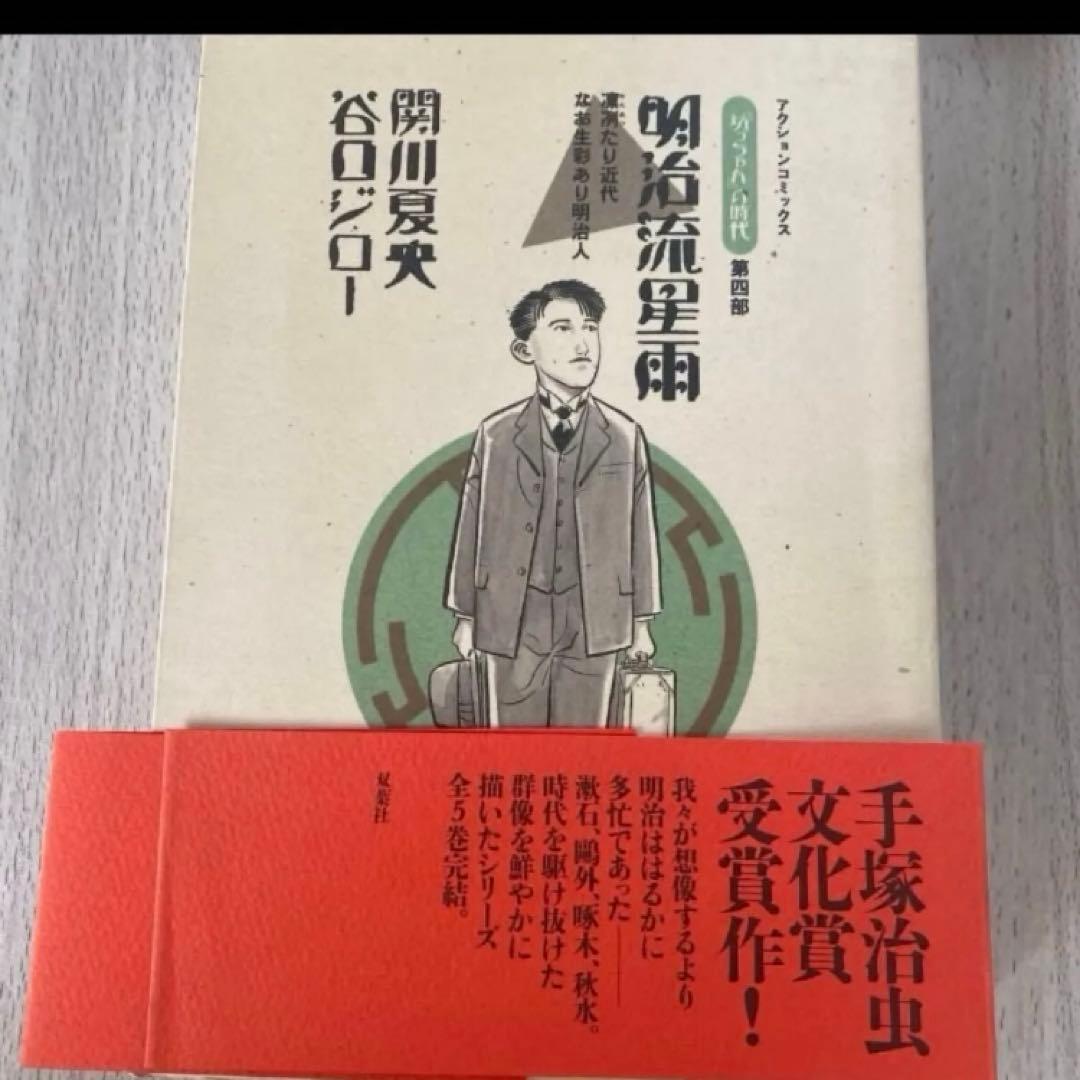 アクションコミックス
『坊っちゃん』の時代 第四部
明治流星雨
凛冽たり近代
なお生彩あり明治人
関川夏央
谷口ジロー
手塚治虫
文化賞
受賞作!
我々が想像するより
明治ははるかに
多忙であった――
漱石、鷗外、啄木、秋水。
時代を駆け抜けた
群像を鮮やかに
描いたシリーズ
全5巻完結。
双葉社